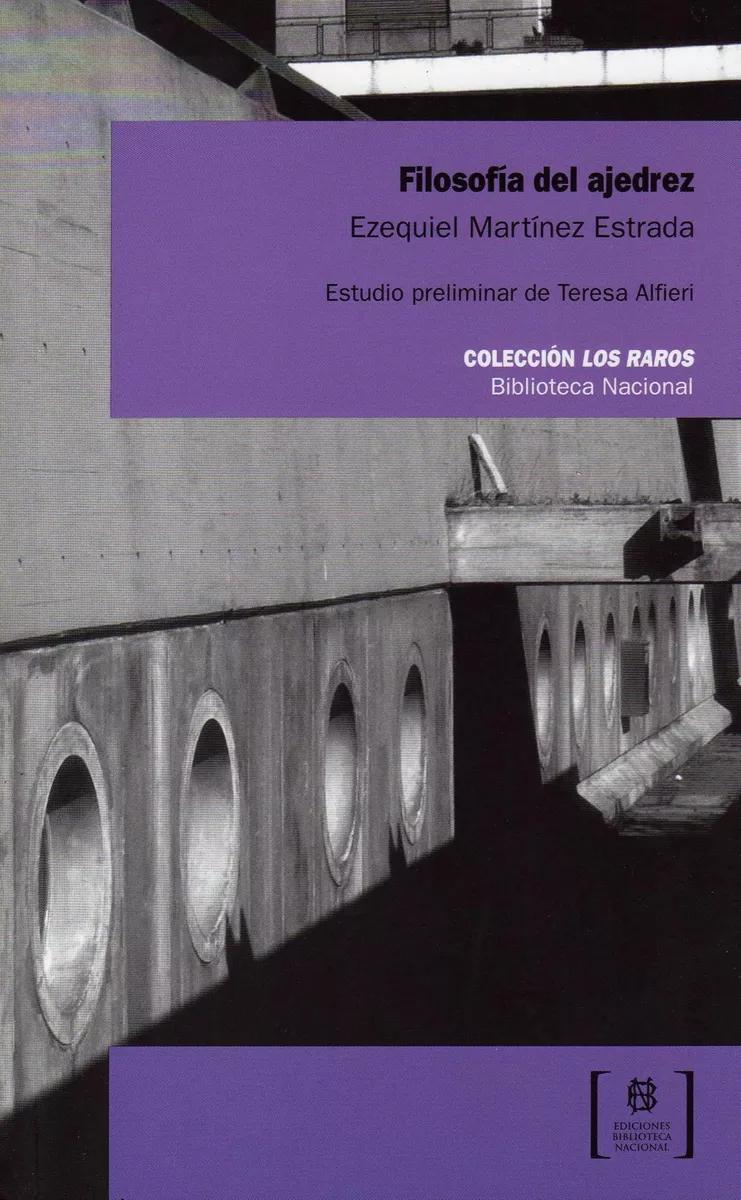 Filosofía del ajedrez
Ezequiel Martínez Estrada
Estudio preliminar de Teresa Alfieri
COLECCIÓN LOS RAROS
Biblioteca Nacional
EDICIONES
BIBLIOTECA
NACIONAL